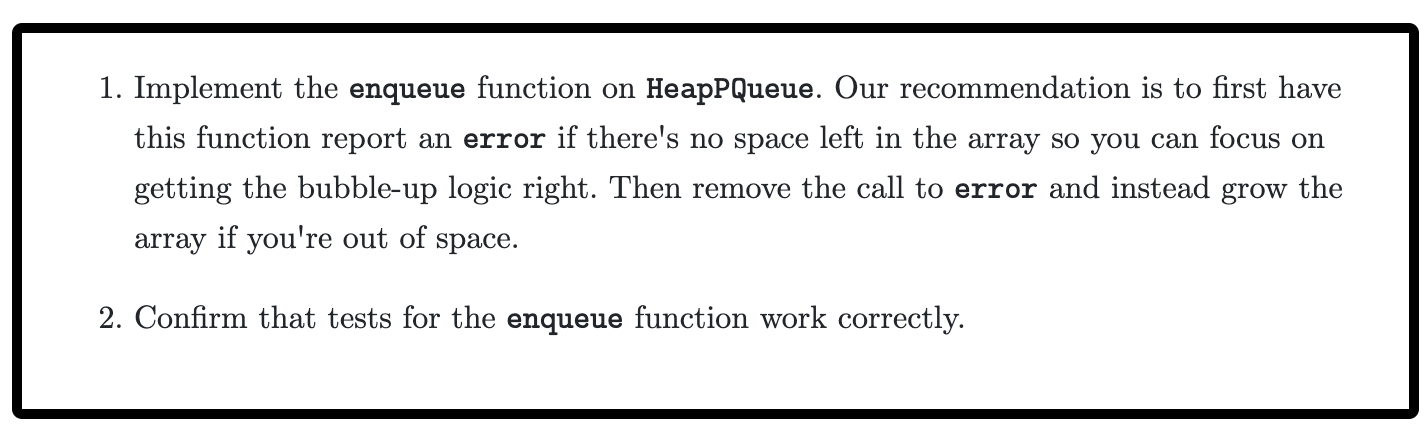 1. Implement the enqueue function on HeapPQueue. Our recommendation is to first have
this function report an error if there's no space left in the array so you can focus on
getting the bubble-up logic right. Then remove the call to error and instead grow the
array if you're out of space.
2. Confirm that tests for the enqueue function work correctly.